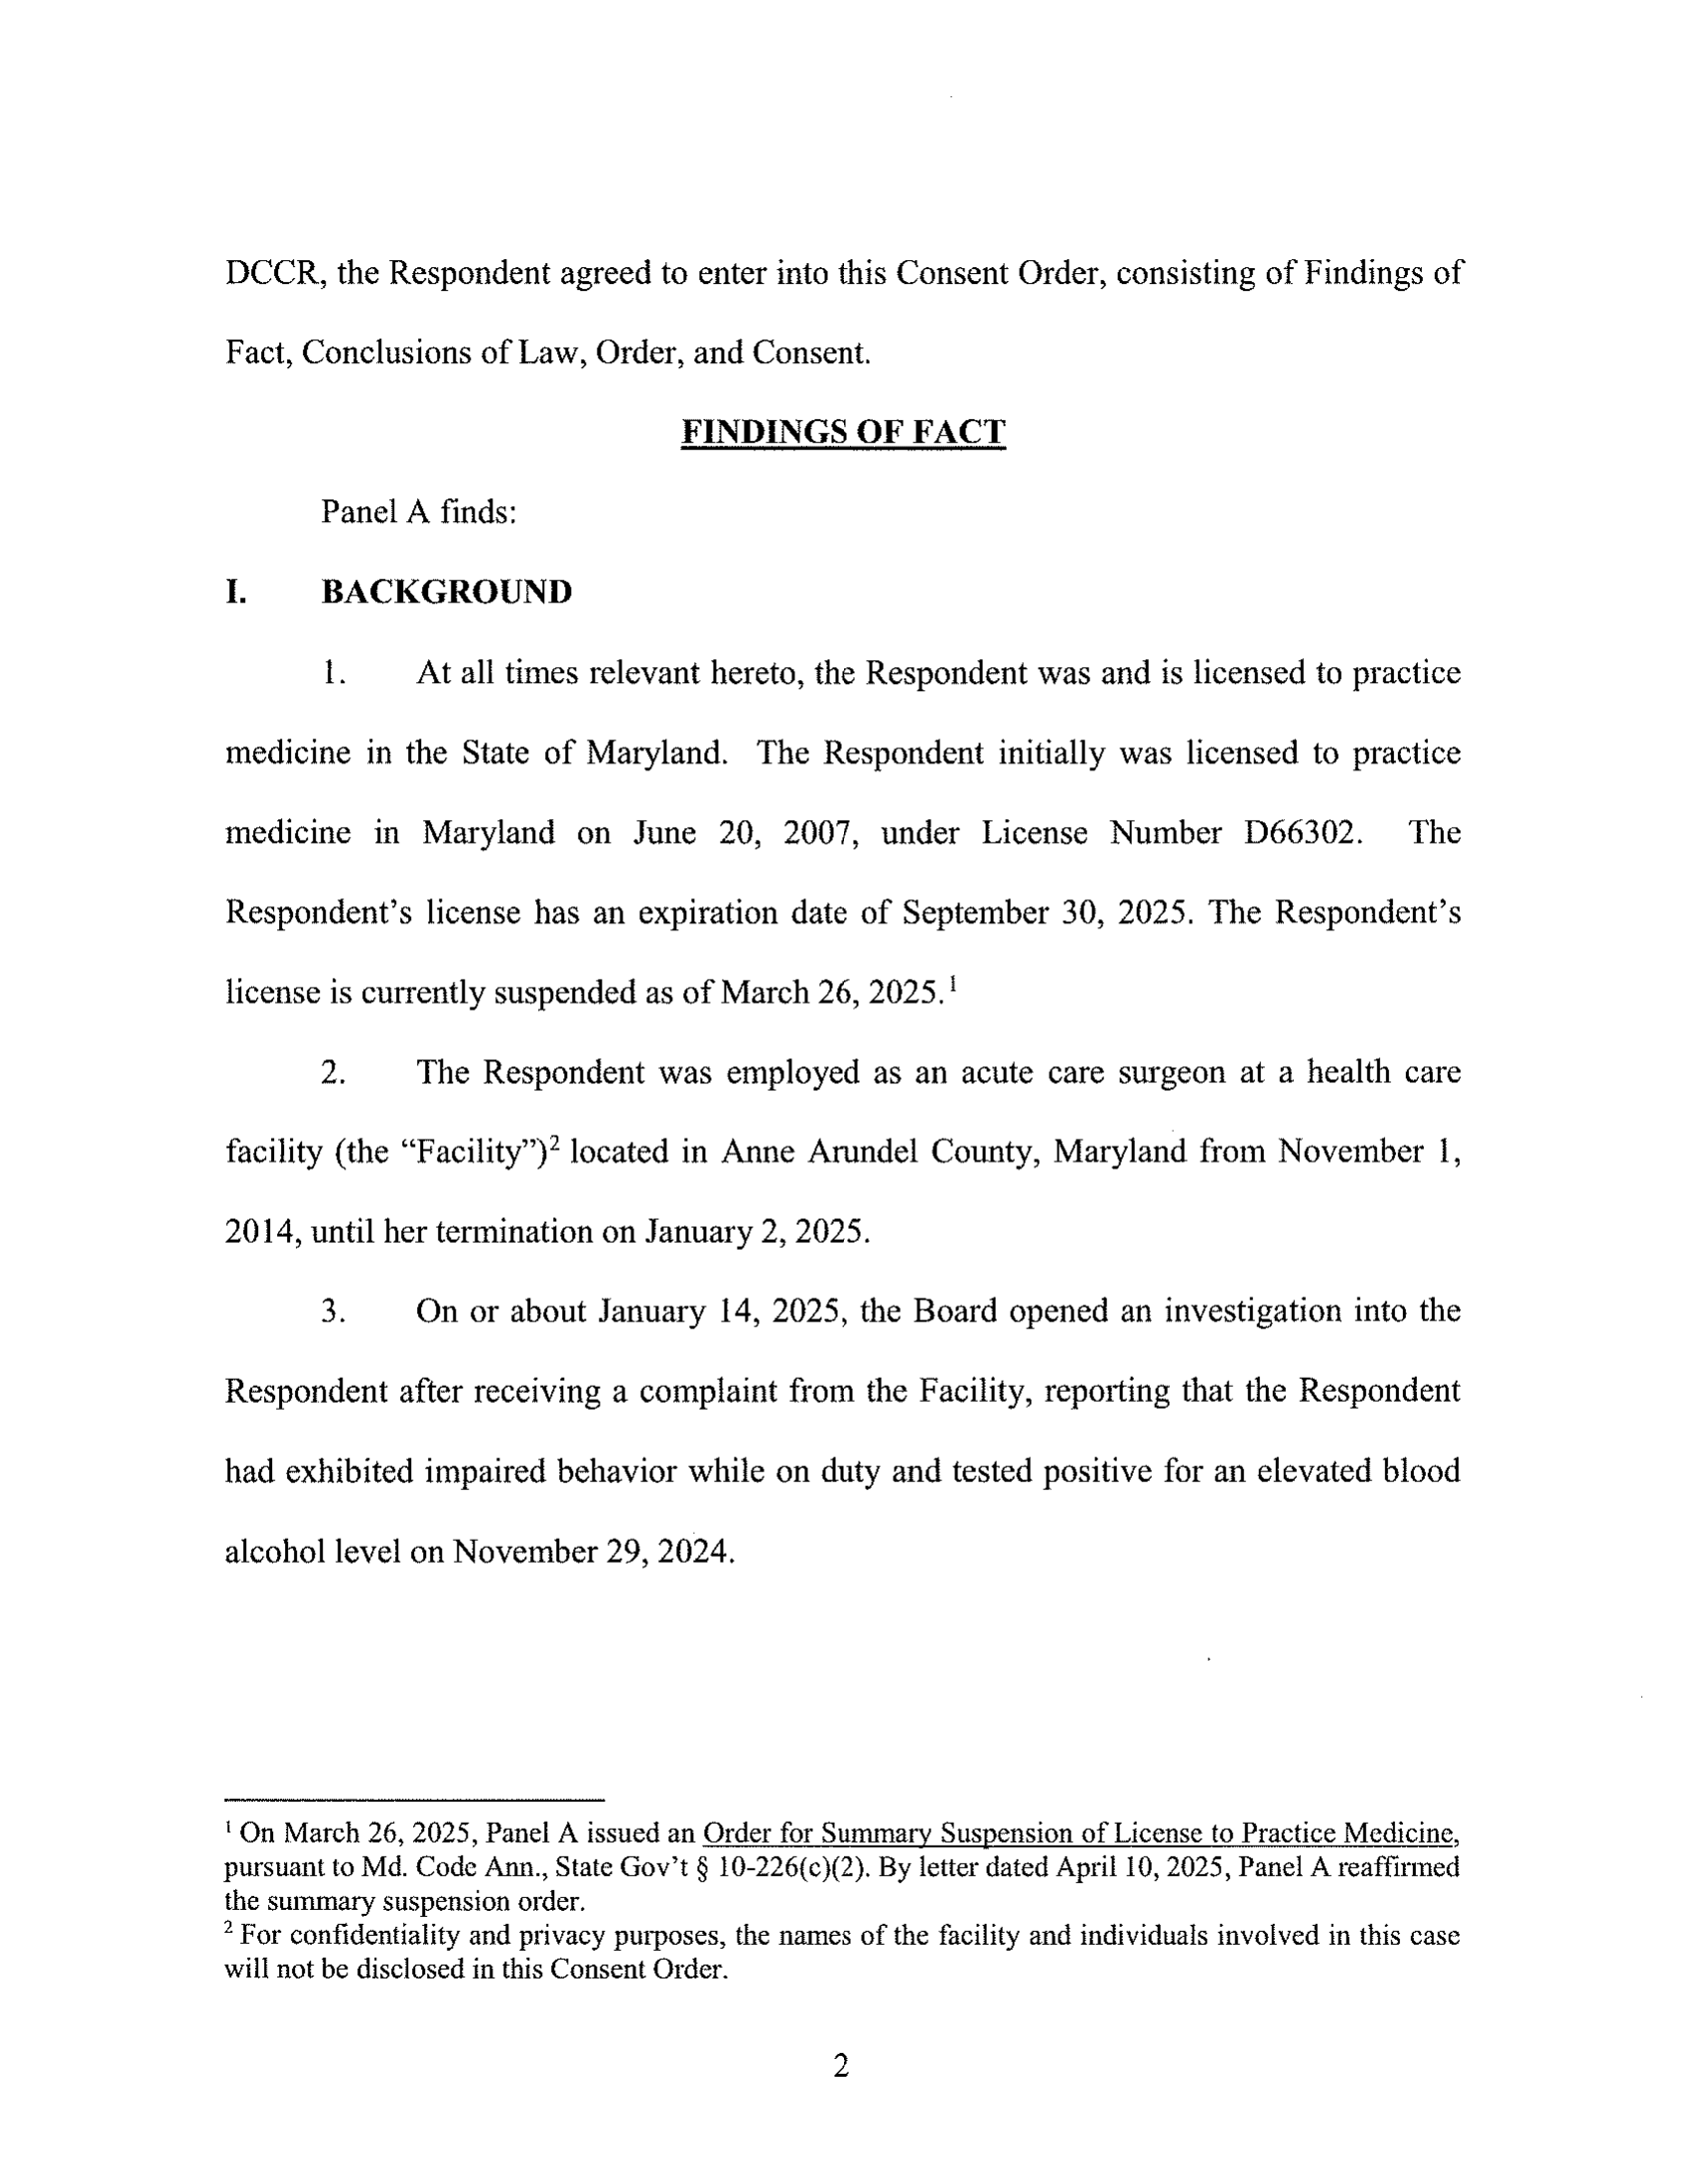 DCCR, the Respondent agreed to enter into this Consent Order, consisting of Findings of
Fact, Conclusions of Law, Order, and Consent.
FINDINGS OF FACT
Panel A finds:
I. BACKGROUND
1. At all times relevant hereto, the Respondent was and is licensed to practice
medicine in the State of Maryland. The Respondent initially was licensed to practice
medicine in Maryland on June 20, 2007, under License Number D66302. The
Respondent’s license has an expiration date of September 30, 2025. The Respondent’s
license is currently suspended as of March 26, 2025.¹
2. The Respondent was employed as an acute care surgeon at a health care
facility (the “Facility”)² located in Anne Arundel County, Maryland from November 1,
2014, until her termination on January 2, 2025.
3. On or about January 14, 2025, the Board opened an investigation into the
Respondent after receiving a complaint from the Facility, reporting that the Respondent
had exhibited impaired behavior while on duty and tested positive for an elevated blood
alcohol level on November 29, 2024.
¹ On March 26, 2025, Panel A issued an Order for Summary Suspension of License to Practice Medicine,
pursuant to Md. Code Ann., State Gov’t § 10-226(c)(2). By letter dated April 10, 2025, Panel A reaffirmed
the summary suspension order.
² For confidentiality and privacy purposes, the names of the facility and individuals involved in this case
will not be disclosed in this Consent Order.
2